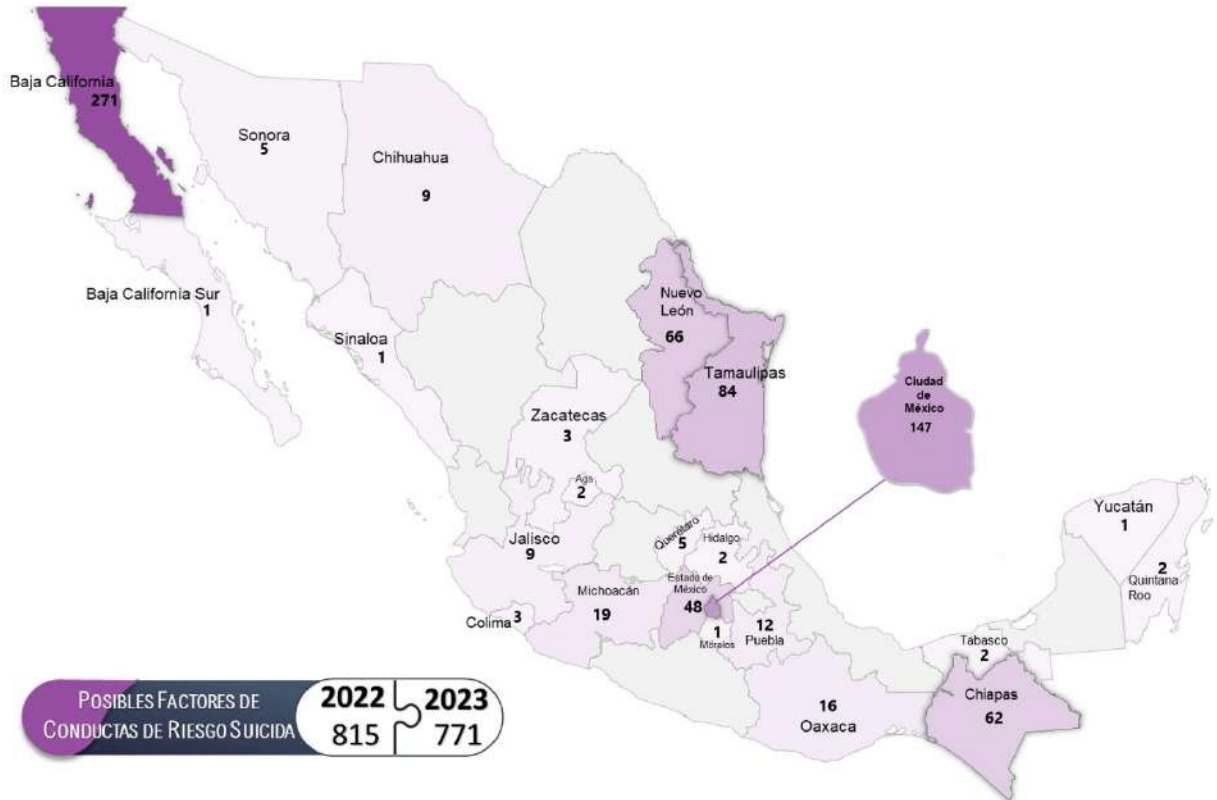 Baja California
271
Sonora
5
Chihuahua
9
Baja California Sur
1
Sinaloa
1
Nuevo
León
66
Tamaulipas
84
Ciudad
de
México
147
Zacatecas
3
Ags
2
Jalisco
9
Querétaro
5
Hidalgo
2
Estado de
México
48
Michoacán
19
Colima
3
1
Morelos
12
Puebla
Yucatán
1
2
Quintana
Roo
Tabasco
2
Chiapas
62
16
Oaxaca
POSIBLES FACTORES DE
CONDUCTAS DE RIESGO SUICIDA
2022
815
2023
771